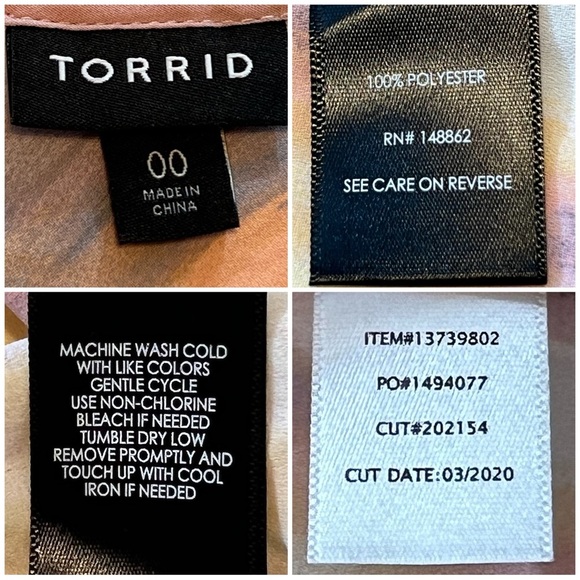 TORRID
00
MADE IN
CHINA
100% POLYESTER
RN# 148862
SEE CARE ON REVERSE
MACHINE WASH COLD
WITH LIKE COLORS
GENTLE CYCLE
USE NON-CHLORINE
BLEACH IF NEEDED
TUMBLE DRY LOW
REMOVE PROMPTLY AND
TOUCH UP WITH COOL
IRON IF NEEDED
ITEM#13739802
PO#1494077
CUT#202154
CUT DATE:03/2020